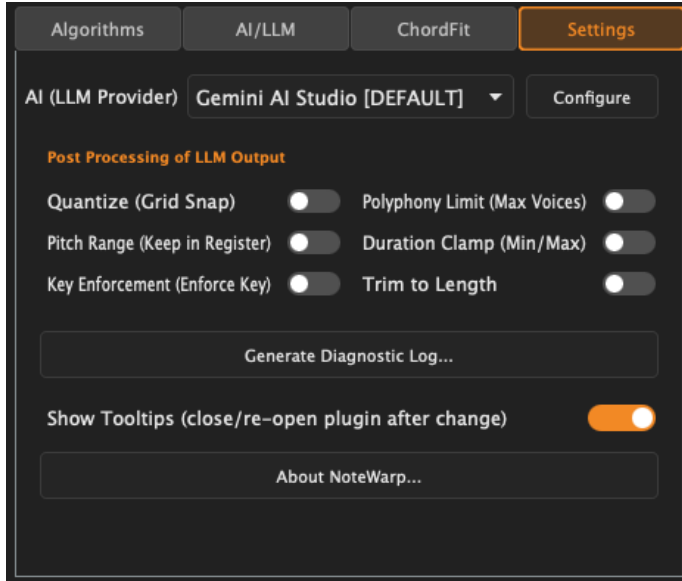 Algorithms AI/LLM ChordFit Settings
AI (LLM Provider) Gemini AI Studio [DEFAULT] Configure
Post Processing of LLM Output
Quantize (Grid Snap) Polyphony Limit (Max Voices)
Pitch Range (Keep in Register) Duration Clamp (Min/Max)
Key Enforcement (Enforce Key) Trim to Length
Generate Diagnostic Log...
Show Tooltips (close/re-open plugin after change)
About NoteWarp...